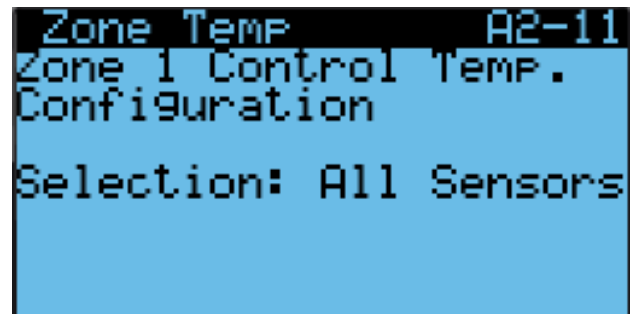 Zone Temp A2-11
Zone 1 Control Temp.
Configuration
Selection: All Sensors